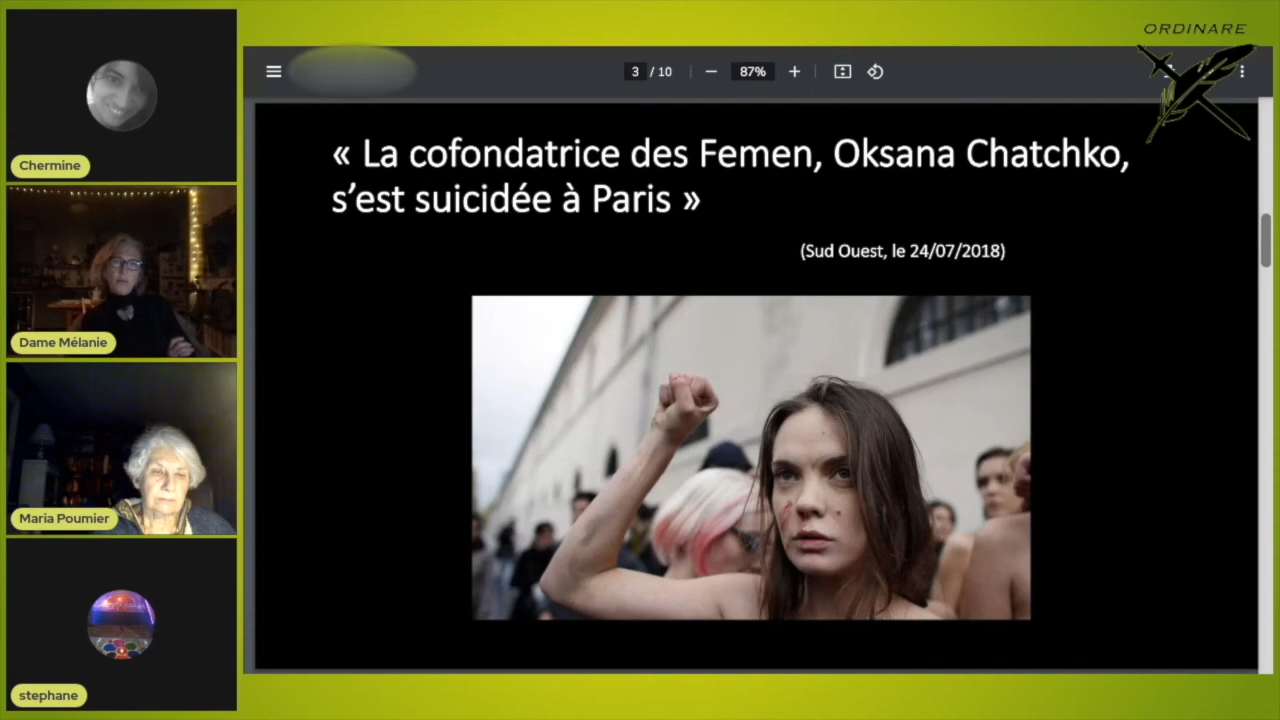 ORDINARE
3 / 10
87%
« La cofondatrice des Femen, Oksana Chatchko,
s’est suicidée à Paris »
(Sud Ouest, le 24/07/2018)
Chermine
Dame Mélanie
Maria Poumier
stephane